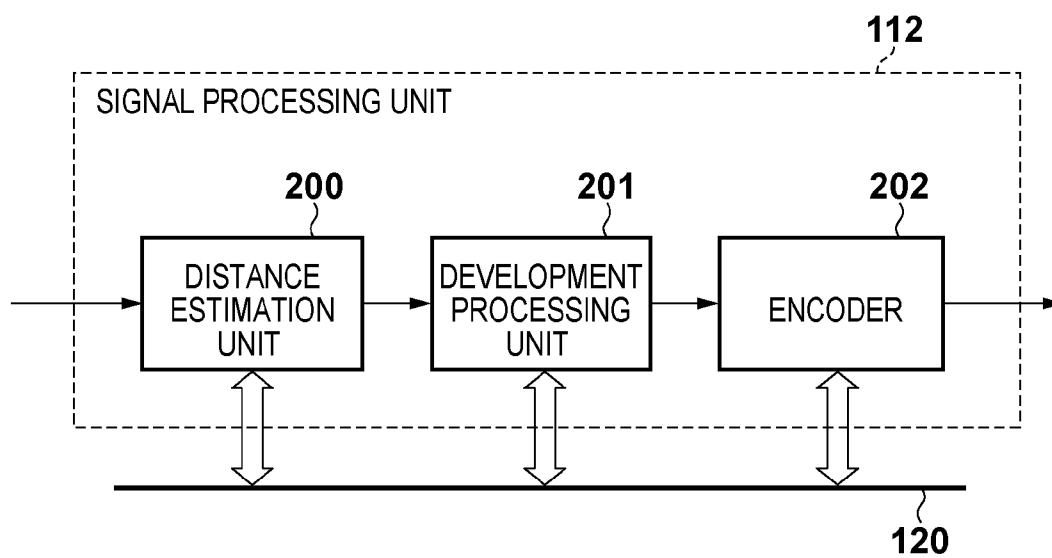 112
SIGNAL PROCESSING UNIT
200
201
202
DISTANCE
ESTIMATION
UNIT
DEVELOPMENT
PROCESSING
UNIT
ENCODER
120